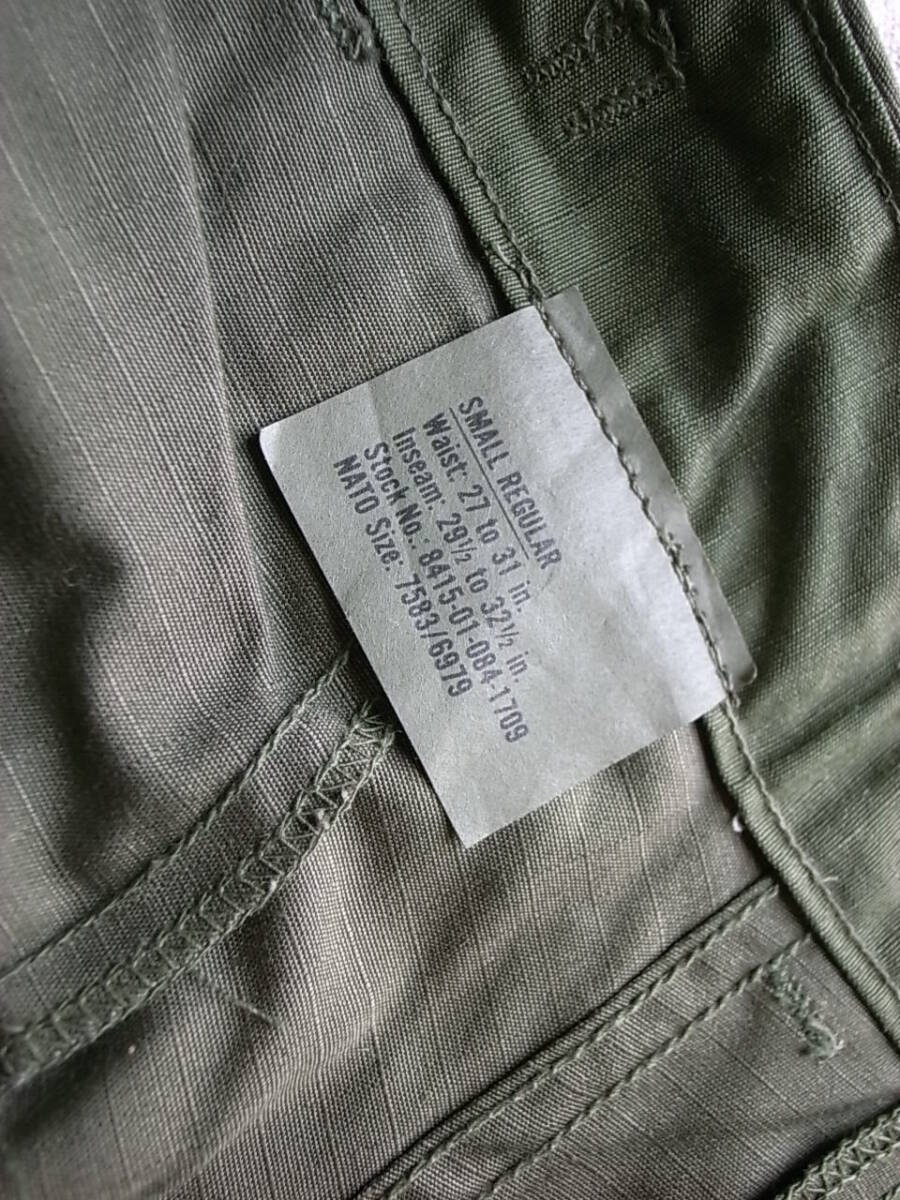 SMALL REGULAR
Waist: 27 to 31 in.
Inseam: 29½ to 32½ in.
Stock No.: 8415-01-084-1709
NATO Size: 7583/6979